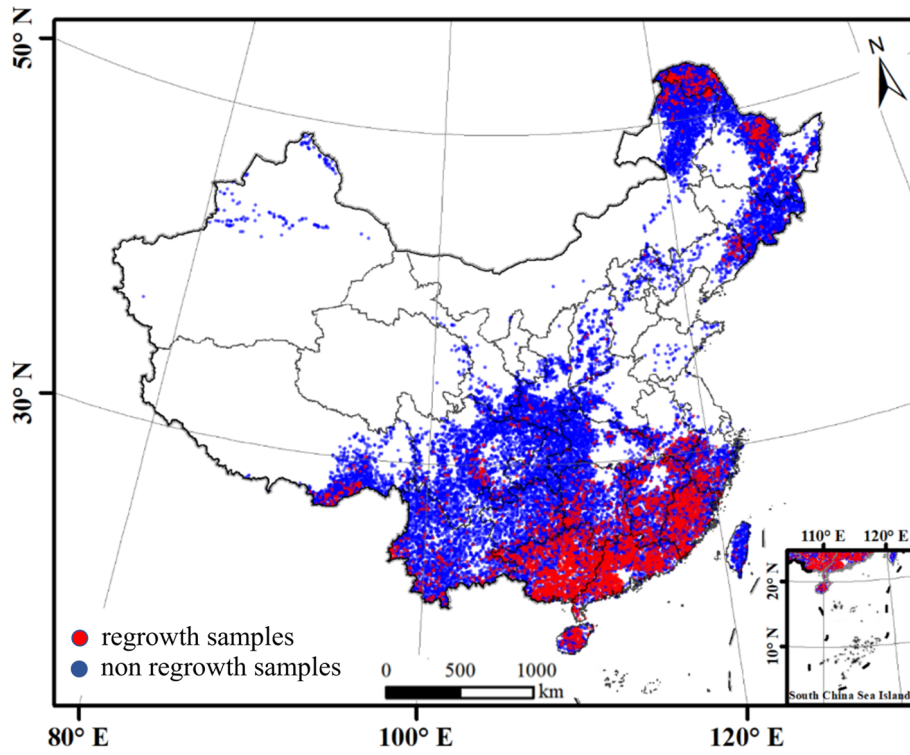 50° N
N
30° N
110° E 120° E
20° N
10° N
South China Sea Island
regrowth samples
non regrowth samples
0 500 1000
km
80° E 100° E 120° E